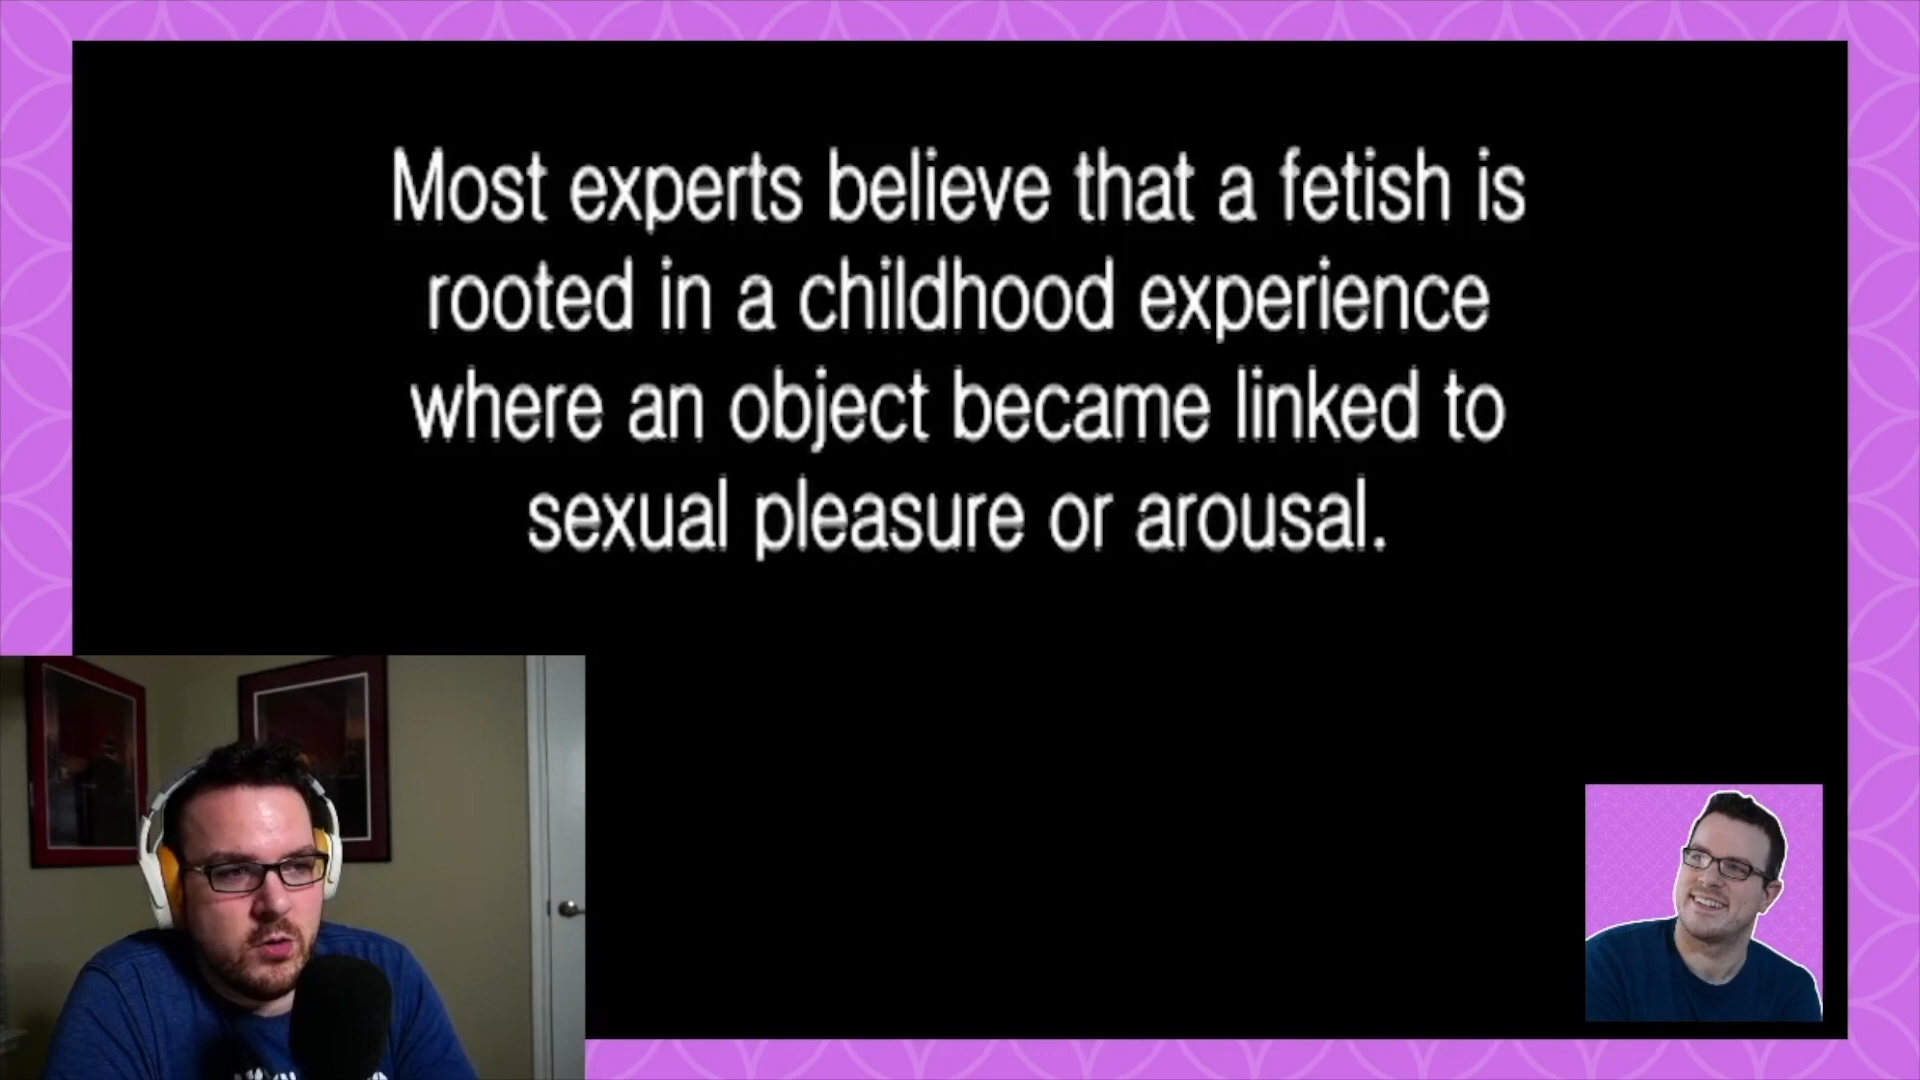 Most experts believe that a fetish is
rooted in a childhood experience
where an object became linked to
sexual pleasure or arousal.